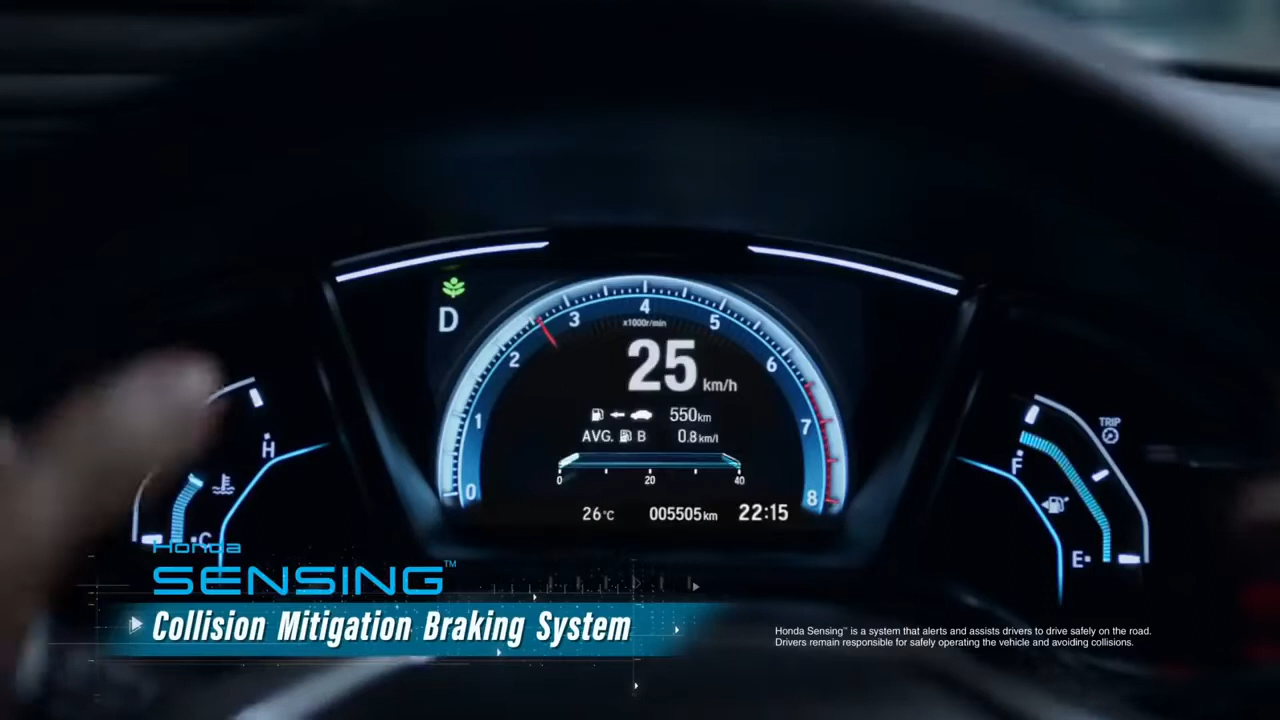 D
0 1 2 3 4 5 6 7 8
x1000r/min
25 km/h
550km
AVG. B 0.8km/l
0 20 40
26°C 005505km 22:15
H
C
TRIP
F
E
Honda
SENSING™
Collision Mitigation Braking System
Honda Sensing™ is a system that alerts and assists drivers to drive safely on the road.
Drivers remain responsible for safely operating the vehicle and avoiding collisions.